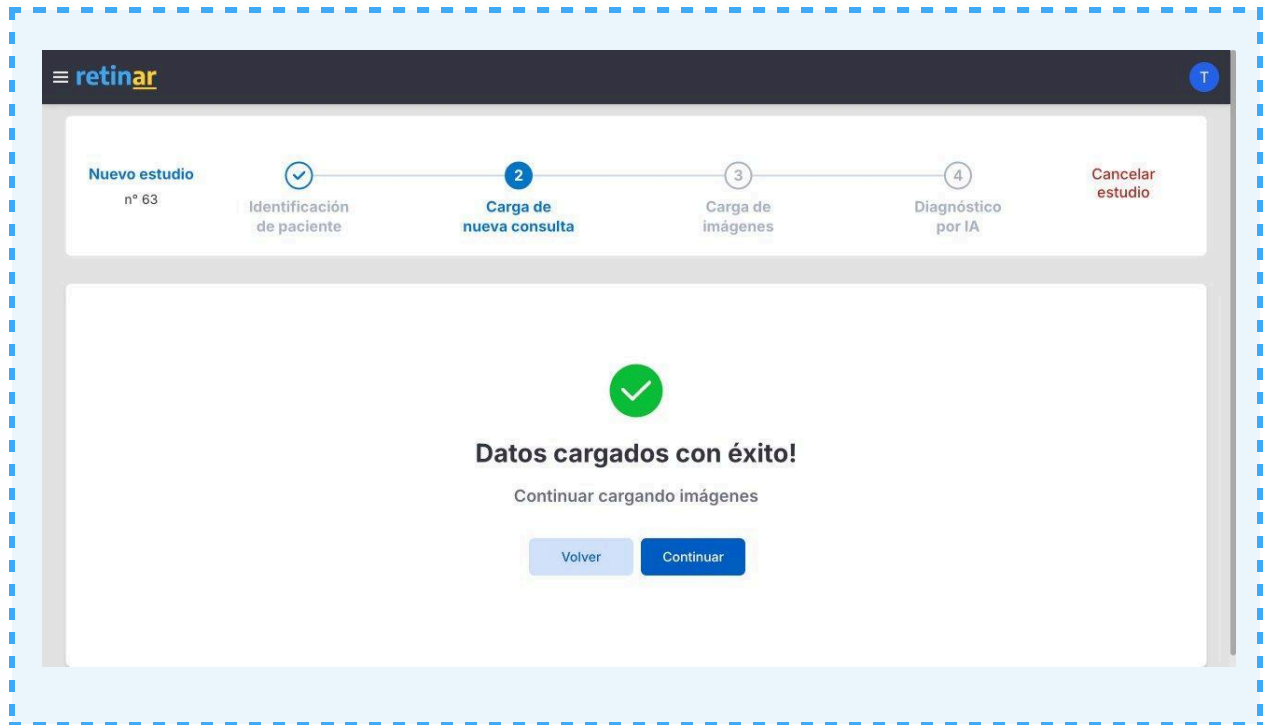 retinar
T
Nuevo estudio
n° 63
Identificación
de paciente
2
Carga de
nueva consulta
3
Carga de
imágenes
4
Diagnóstico
por IA
Cancelar
estudio
Datos cargados con éxito!
Continuar cargando imágenes
Volver
Continuar